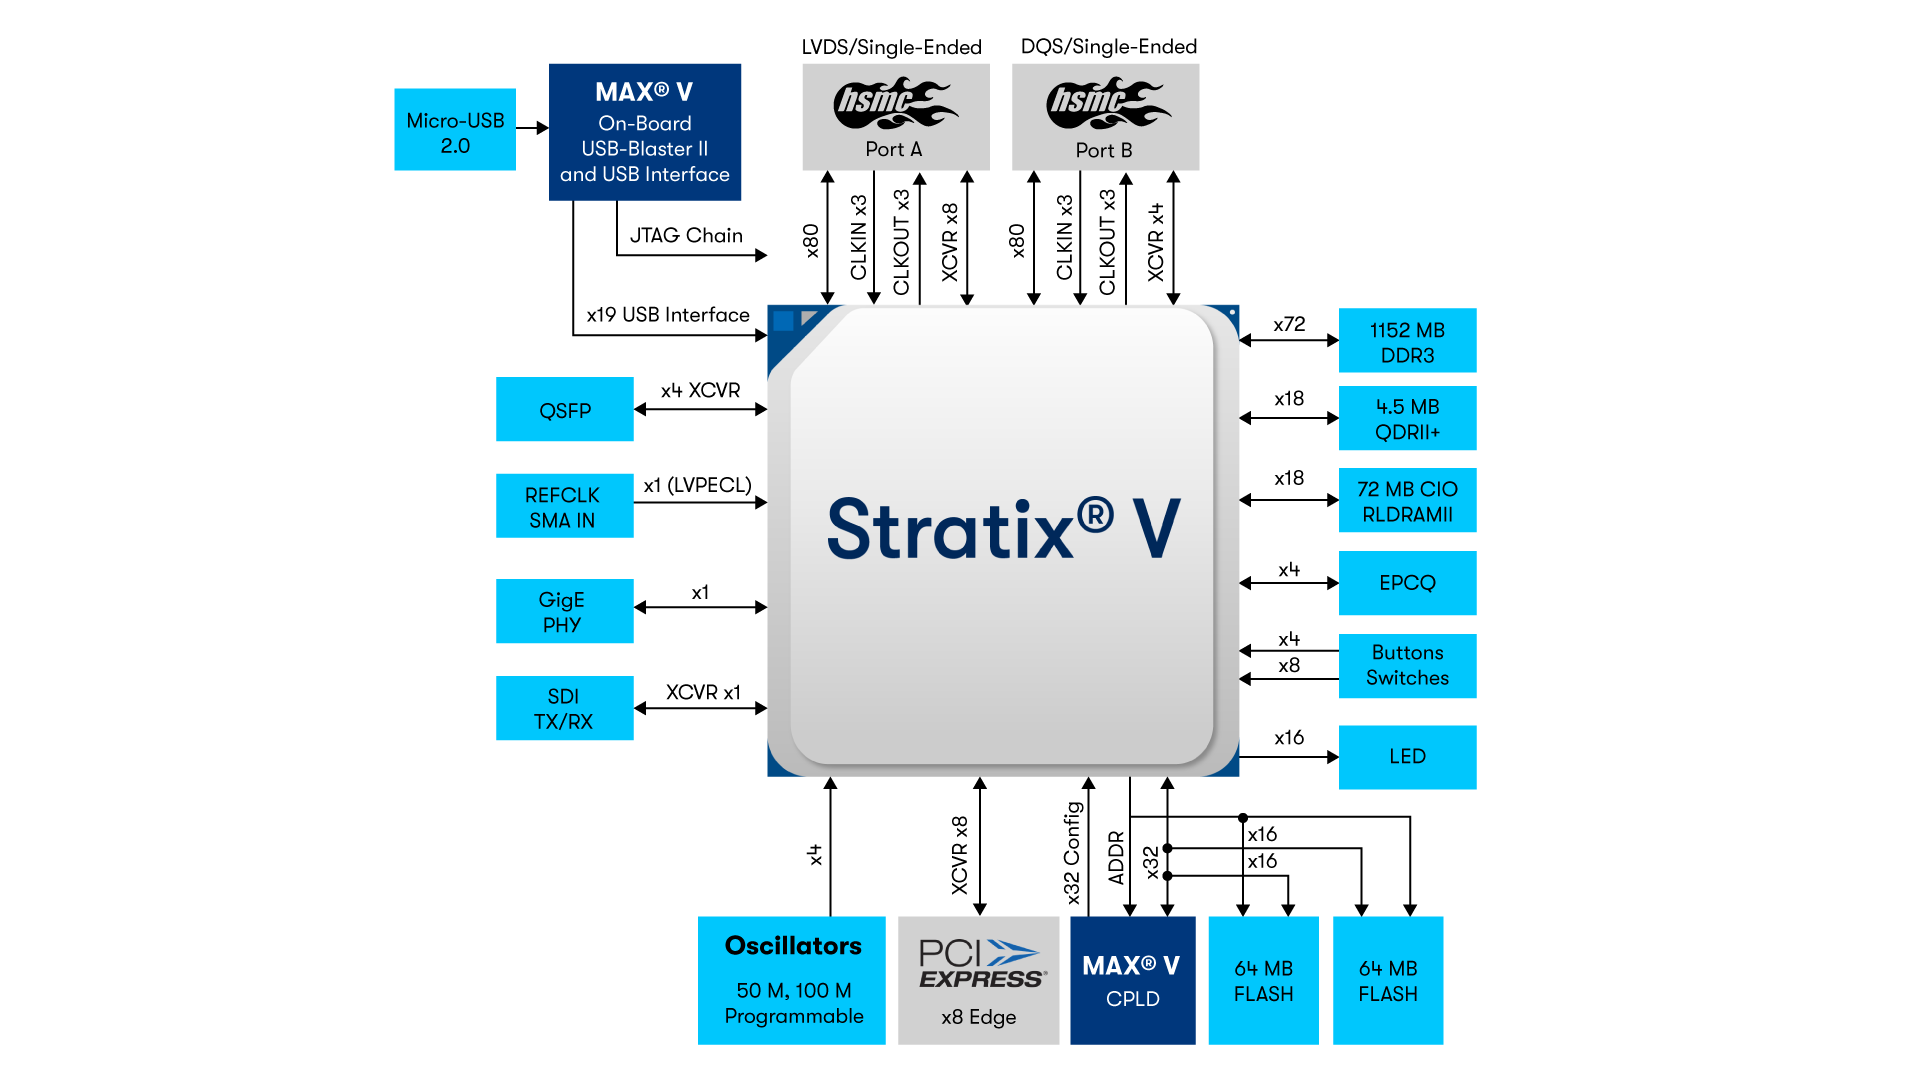 LVDS/Single-Ended
DQS/Single-Ended
Micro-USB
2.0
MAX® V
On-Board
USB-Blaster II
and USB Interface
hsmc
Port A
hsmc
Port B
JTAG Chain
x19 USB Interface
x80
CLKIN x3
CLKOUT x3
XCVR x8
x80
CLKIN x3
CLKOUT x3
XCVR x4
QSFP
x4 XCVR
REFCLK
SMA IN
x1 (LVPECL)
GigE
PHY
x1
SDI
TX/RX
XCVR x1
Stratix® V
x72
1152 MB
DDR3
x18
4.5 MB
QDRII+
x18
72 MB CIO
RLDRAMII
x4
EPCQ
x4
x8
Buttons
Switches
x16
LED
x4
XCVR x8
x32 Config
ADDR
x32
x16
x16
Oscillators
50 M, 100 M
Programmable
PCI
EXPRESS®
x8 Edge
MAX® V
CPLD
64 MB
FLASH
64 MB
FLASH